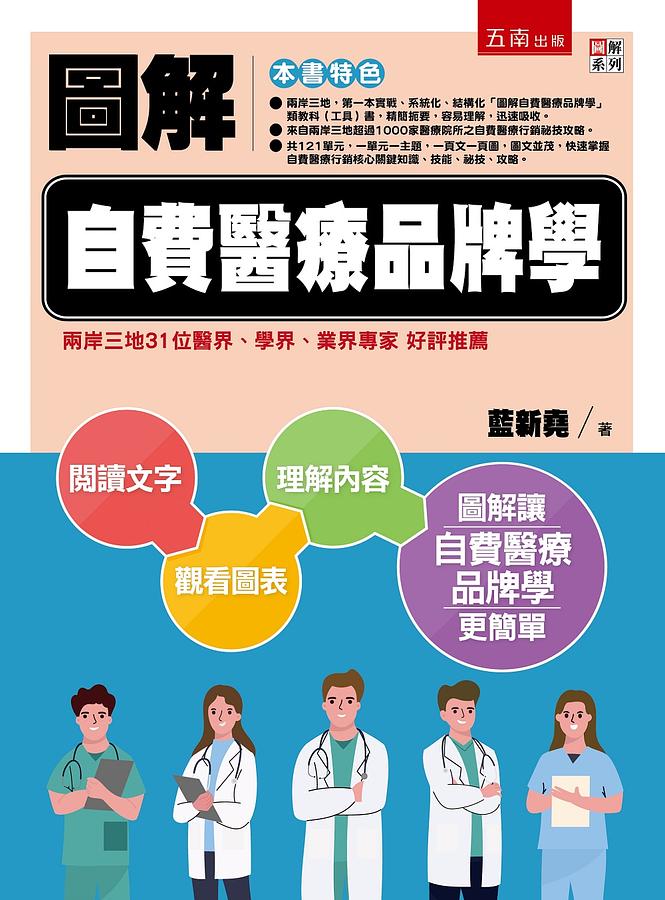 五南出版
圖解
系列
圖解
本書特色
● 兩岸三地，第一本實戰、系統化、結構化「圖解自費醫療品牌學」
類教科（工具）書，精簡扼要，容易理解，迅速吸收。
● 來自兩岸三地超過1000家醫療院所之自費醫療行銷祕技攻略。
● 共121單元，一單元一主題，一頁文一頁圖，圖文並茂，快速掌握
自費醫療行銷核心關鍵知識、技能、祕技、攻略。
自費醫療品牌學
兩岸三地31位醫界、學界、業界專家 好評推薦
藍新堯／著
閱讀文字
觀看圖表
理解內容
圖解讓
自費醫療
品牌學
更簡單